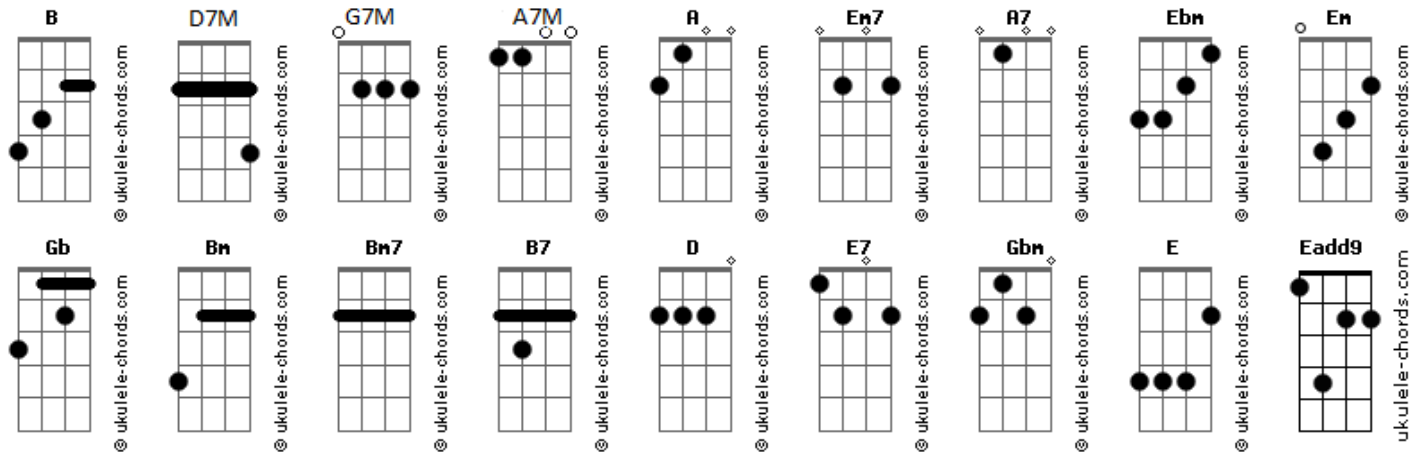 B D7M G7M A7M A Em7 A7 Ebm Em
© ukulele-chords.com © ukulele-chords.com © ukulele-chords.com © ukulele-chords.com © ukulele-chords.com © ukulele-chords.com © ukulele-chords.com © ukulele-chords.com © ukulele-chords.com
Gb Bm Bm7 B7 D E7 Gbm E Eadd9
© ukulele-chords.com © ukulele-chords.com © ukulele-chords.com © ukulele-chords.com © ukulele-chords.com © ukulele-chords.com © ukulele-chords.com © ukulele-chords.com ukulele-chords.com